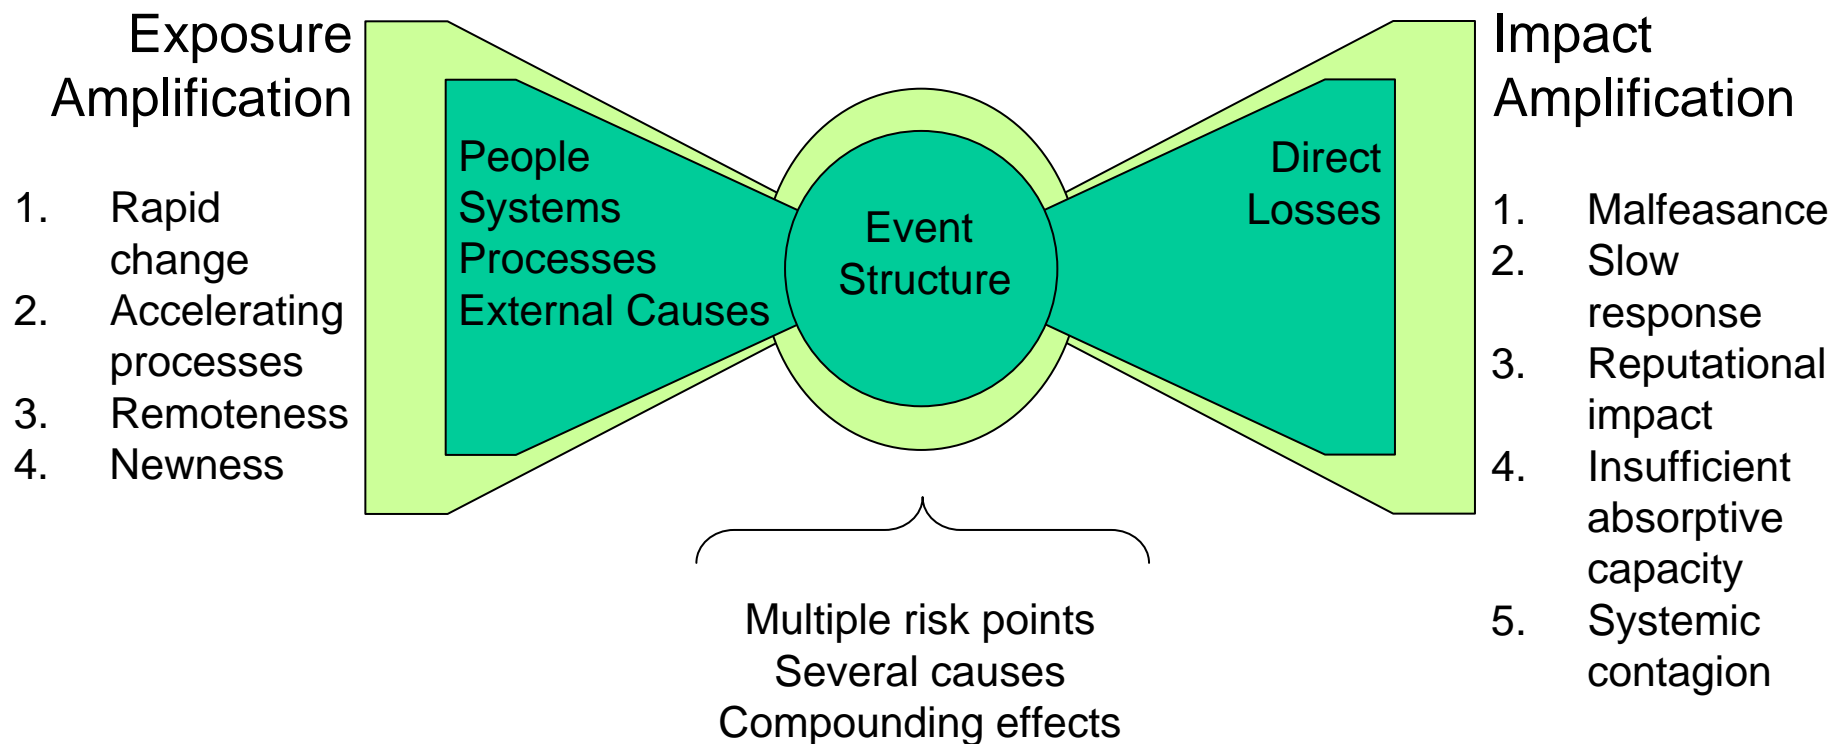 Exposure
Amplification
1. Rapid
change
2. Accelerating
processes
3. Remoteness
4. Newness
People
Systems
Processes
External Causes
Event
Structure
Multiple risk points
Several causes
Compounding effects
Direct
Losses
Impact
Amplification
1. Malfeasance
2. Slow
response
3. Reputational
impact
4. Insufficient
absorptive
capacity
5. Systemic
contagion